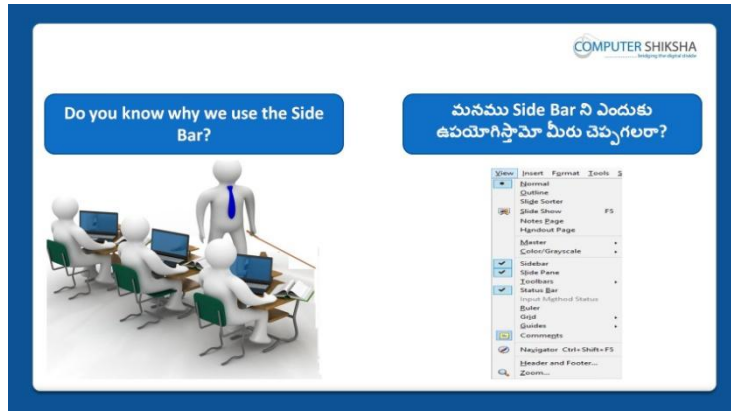 COMPUTER SHIKSHA
bridging the digital divide
Do you know why we use the Side
Bar?
మనము Side Bar ని ఎందుకు
ఉపయోగిస్తామో మీరు చెప్పగలరా?
View Insert Format Tools S
Normal
Outline
Slide Sorter
Slide Show F5
Notes Page
Handout Page
Master
Color/Grayscale
Sidebar
Slide Pane
Toolbars
Status Bar
Input Method Status
Ruler
Grid
Guides
Comments
Navigator Ctrl+Shift+F5
Header and Footer...
Zoom...